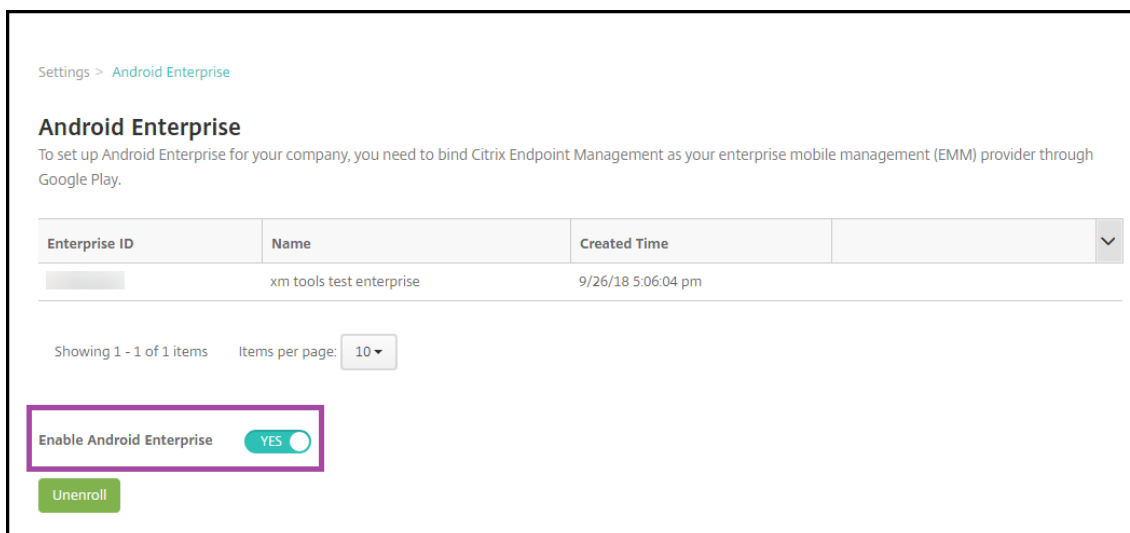 Settings > Android Enterprise
Android Enterprise
To set up Android Enterprise for your company, you need to bind Citrix Endpoint Management as your enterprise mobile management (EMM) provider through
Google Play.
Enterprise ID Name Created Time
xm tools test enterprise 9/26/18 5:06:04 pm
Showing 1 - 1 of 1 items Items per page: 10
Enable Android Enterprise YES
Unenroll